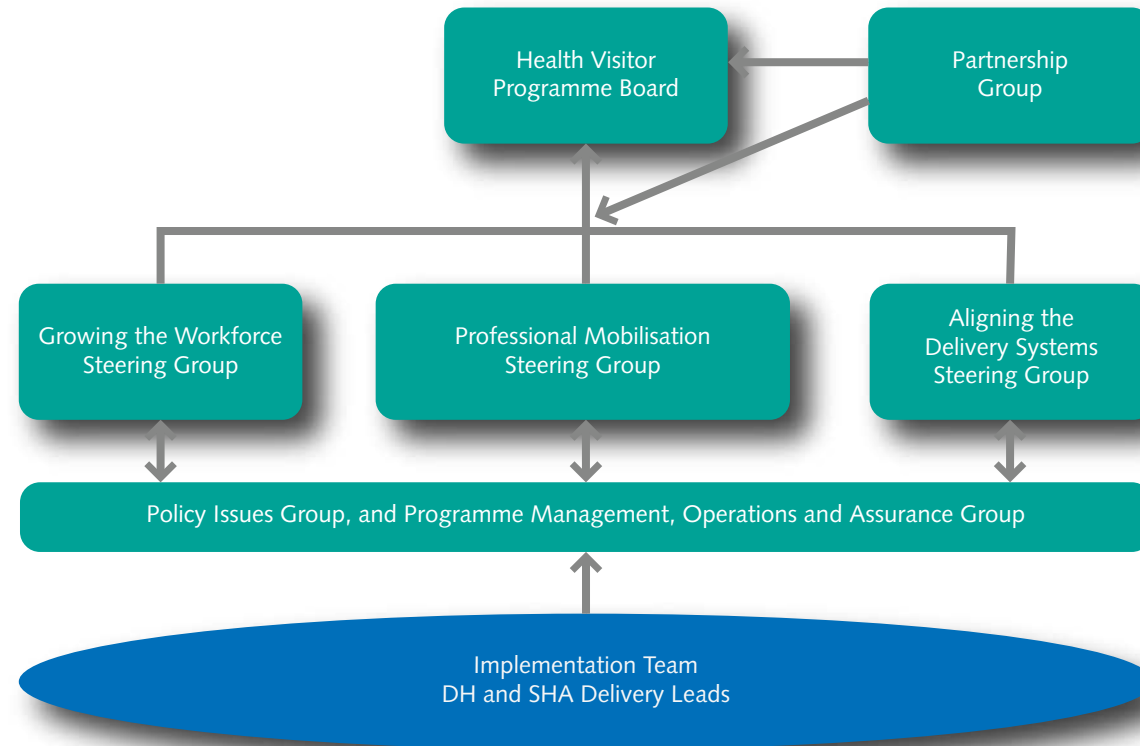 Health Visitor
Programme Board
Partnership
Group
Growing the Workforce
Steering Group
Professional Mobilisation
Steering Group
Aligning the
Delivery Systems
Steering Group
Policy Issues Group, and Programme Management, Operations and Assurance Group
Implementation Team
DH and SHA Delivery Leads